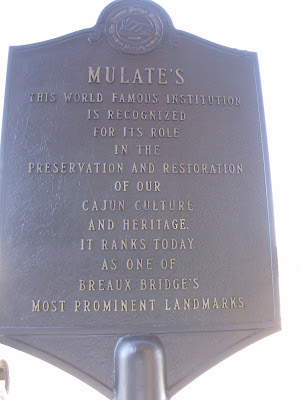 MULATE'S
THIS WORLD FAMOUS INSTITUTION
IS RECOGNIZED
FOR ITS ROLE
IN THE
PRESERVATION AND RESTORATION
OF OUR
CAJUN CULTURE
AND HERITAGE.
IT RANKS TODAY
AS ONE OF
BREAUX BRIDGE'S
MOST PROMINENT LANDMARKS